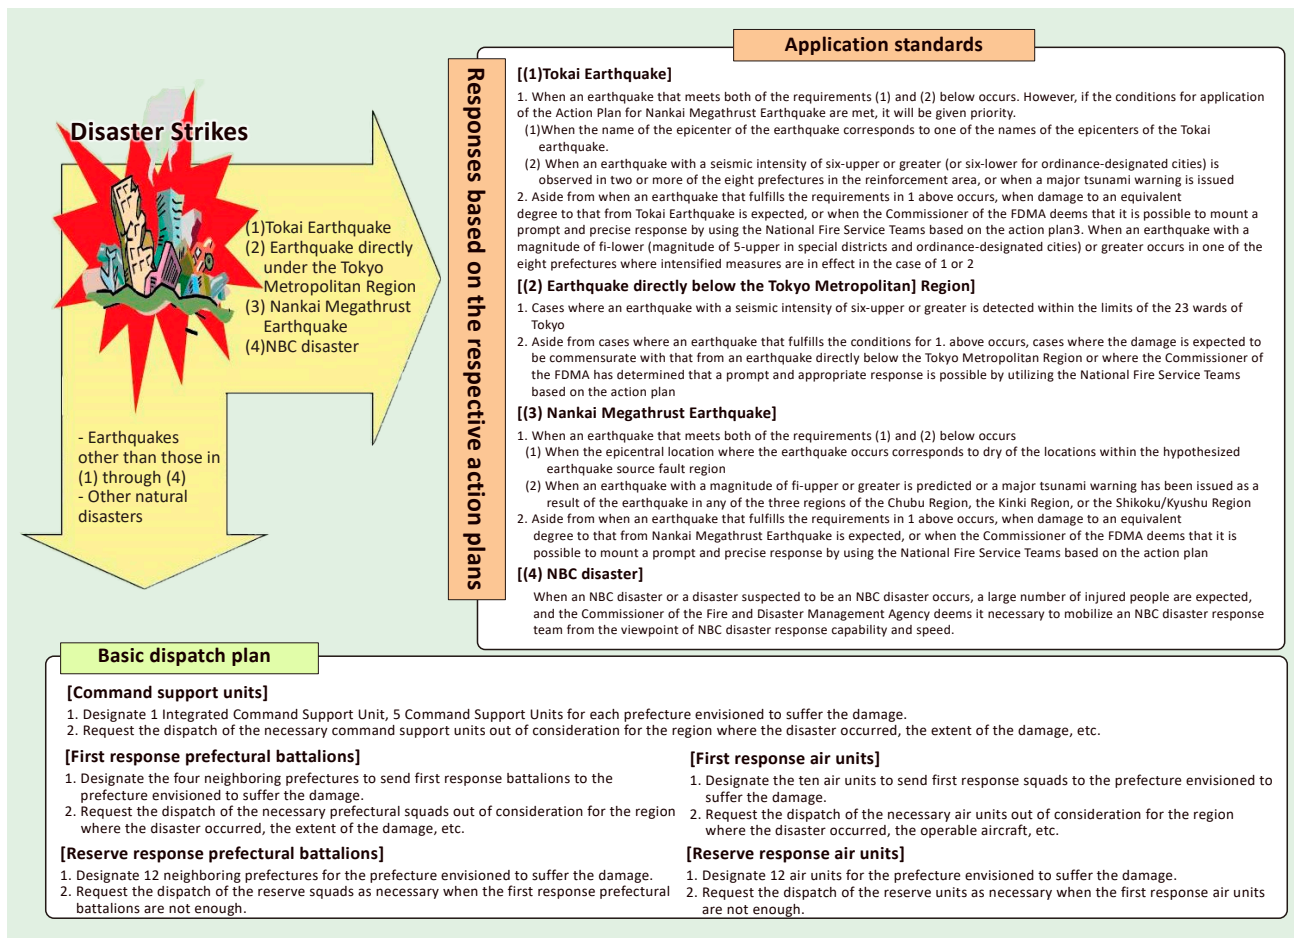 Disaster Strikes
(1)Tokai Earthquake
(2) Earthquake directly
under the Tokyo
Metropolitan Region
(3) Nankai Megathrust
Earthquake
(4)NBC disaster
- Earthquakes
other than those in
(1) through (4)
- Other natural
disasters
Responses based on the respective action plans
Application standards
[(1)Tokai Earthquake]
1. When an earthquake that meets both of the requirements (1) and (2) below occurs. However, if the conditions for application
of the Action Plan for Nankai Megathrust Earthquake are met, it will be given priority.
(1)When the name of the epicenter of the earthquake corresponds to one of the names of the epicenters of the Tokai
earthquake.
(2) When an earthquake with a seismic intensity of six-upper or greater (or six-lower for ordinance-designated cities) is
observed in two or more of the eight prefectures in the reinforcement area, or when a major tsunami warning is issued
2. Aside from when an earthquake that fulfills the requirements in 1 above occurs, when damage to an equivalent
degree to that from Tokai Earthquake is expected, or when the Commissioner of the FDMA deems that it is possible to mount a
prompt and precise response by using the National Fire Service Teams based on the action plan3. When an earthquake with a
magnitude of fi-lower (magnitude of 5-upper in special districts and ordinance-designated cities) or greater occurs in one of the
eight prefectures where intensified measures are in effect in the case of 1 or 2
[(2) Earthquake directly below the Tokyo Metropolitan] Region]
1. Cases where an earthquake with a seismic intensity of six-upper or greater is detected within the limits of the 23 wards of
Tokyo
2. Aside from cases where an earthquake that fulfills the conditions for 1. above occurs, cases where the damage is expected to
be commensurate with that from an earthquake directly below the Tokyo Metropolitan Region or where the Commissioner of
the FDMA has determined that a prompt and appropriate response is possible by utilizing the National Fire Service Teams
based on the action plan
[(3) Nankai Megathrust Earthquake]
1. When an earthquake that meets both of the requirements (1) and (2) below occurs
(1) When the epicentral location where the earthquake occurs corresponds to dry of the locations within the hypothesized
earthquake source fault region
(2) When an earthquake with a magnitude of fi-upper or greater is predicted or a major tsunami warning has been issued as a
result of the earthquake in any of the three regions of the Chubu Region, the Kinki Region, or the Shikoku/Kyushu Region
2. Aside from when an earthquake that fulfills the requirements in 1 above occurs, when damage to an equivalent
degree to that from Nankai Megathrust Earthquake is expected, or when the Commissioner of the FDMA deems that it is
possible to mount a prompt and precise response by using the National Fire Service Teams based on the action plan
[(4) NBC disaster]
When an NBC disaster or a disaster suspected to be an NBC disaster occurs, a large number of injured people are expected,
and the Commissioner of the Fire and Disaster Management Agency deems it necessary to mobilize an NBC disaster response
team from the viewpoint of NBC disaster response capability and speed.
Basic dispatch plan
[Command support units]
1. Designate 1 Integrated Command Support Unit, 5 Command Support Units for each prefecture envisioned to suffer the damage.
2. Request the dispatch of the necessary command support units out of consideration for the region where the disaster occurred, the extent of the damage, etc.
[First response prefectural battalions]
1. Designate the four neighboring prefectures to send first response battalions to the
prefecture envisioned to suffer the damage.
2. Request the dispatch of the necessary prefectural squads out of consideration for the region
where the disaster occurred, the extent of the damage, etc.
[Reserve response prefectural battalions]
1. Designate 12 neighboring prefectures for the prefecture envisioned to suffer the damage.
2. Request the dispatch of the reserve squads as necessary when the first response prefectural
battalions are not enough.
[First response air units]
1. Designate the ten air units to send first response squads to the prefecture envisioned to
suffer the damage.
2. Request the dispatch of the necessary air units out of consideration for the region
where the disaster occurred, the operable aircraft, etc.
[Reserve response air units]
1. Designate 12 air units for the prefecture envisioned to suffer the damage.
2. Request the dispatch of the reserve units as necessary when the first response air units
are not enough.